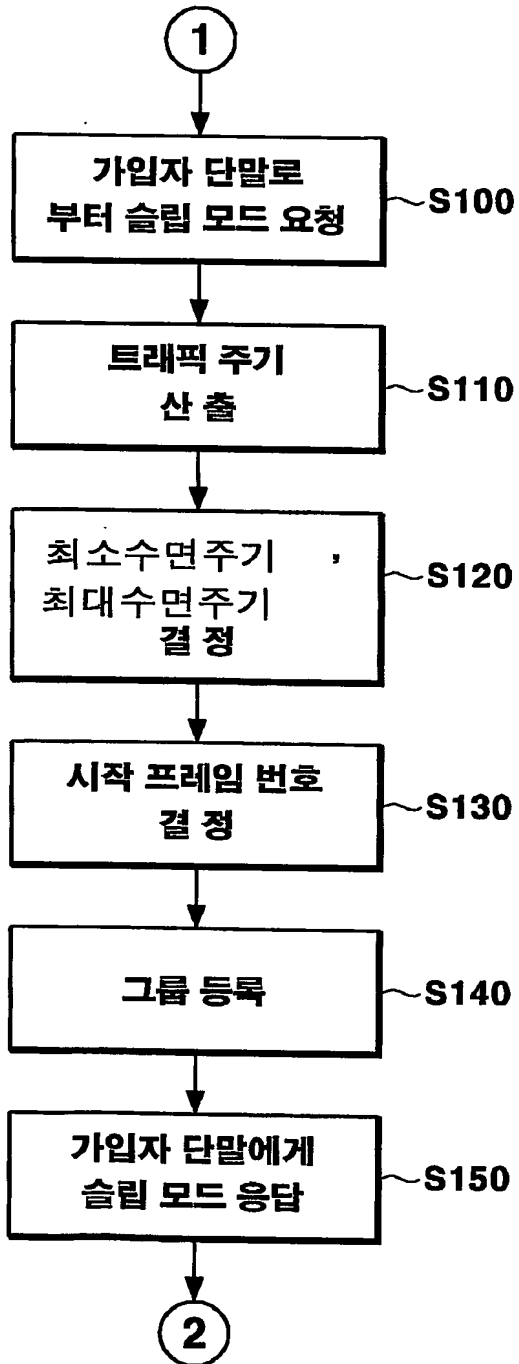 1
가입자 단말로
부터 슬립 모드 요청
S100
트래픽 주기
산 출
S110
최소수면주기 ,
최대수면주기
결 정
S120
시작 프레임 번호
결 정
S130
그룹 등록
S140
가입자 단말에게
슬립 모드 응답
S150
2